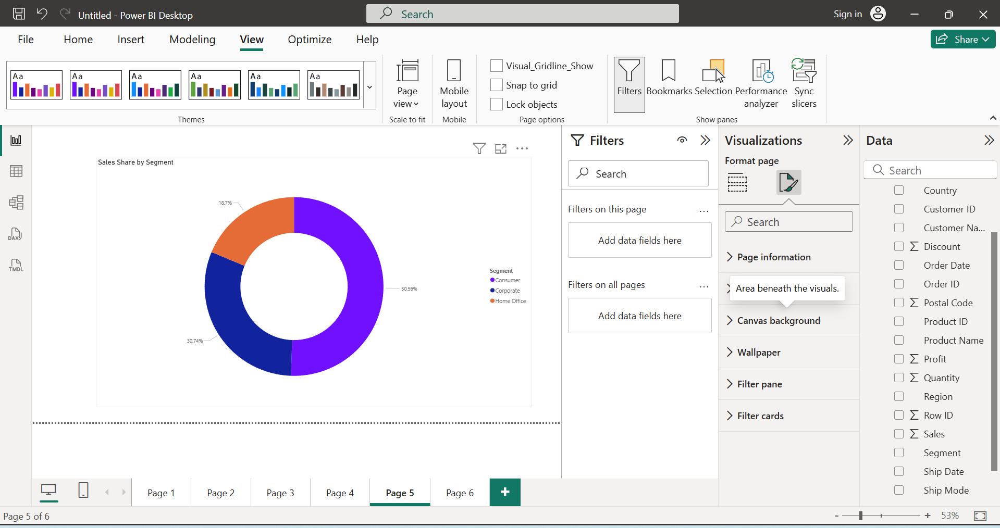 Untitled - Power BI Desktop
Search
Sign in
File
Home
Insert
Modeling
View
Optimize
Help
Share
Aa
Aa
Aa
Aa
Aa
Aa
Themes
Page
view
Scale to fit
Mobile
layout
Mobile
Visual_Gridline_Show
Snap to grid
Lock objects
Page options
Filters
Bookmarks
Selection
Performance
analyzer
Sync
slicers
Show panes
DAX
TMDL
Sales Share by Segment
18.7%
50.56%
30.74%
Segment
Consumer
Corporate
Home Office
Filters
Search
Filters on this page
...
Add data fields here
Filters on all pages
...
Add data fields here
Visualizations
Format page
Search
Page information
Area beneath the visuals.
Canvas background
Wallpaper
Filter pane
Filter cards
Data
Search
Country
Customer ID
Customer Na...
Discount
Order Date
Order ID
Postal Code
Product ID
Product Name
Profit
Quantity
Region
Row ID
Sales
Segment
Ship Date
Ship Mode
Page 1
Page 2
Page 3
Page 4
Page 5
Page 6
+
Page 5 of 6
- + 53%